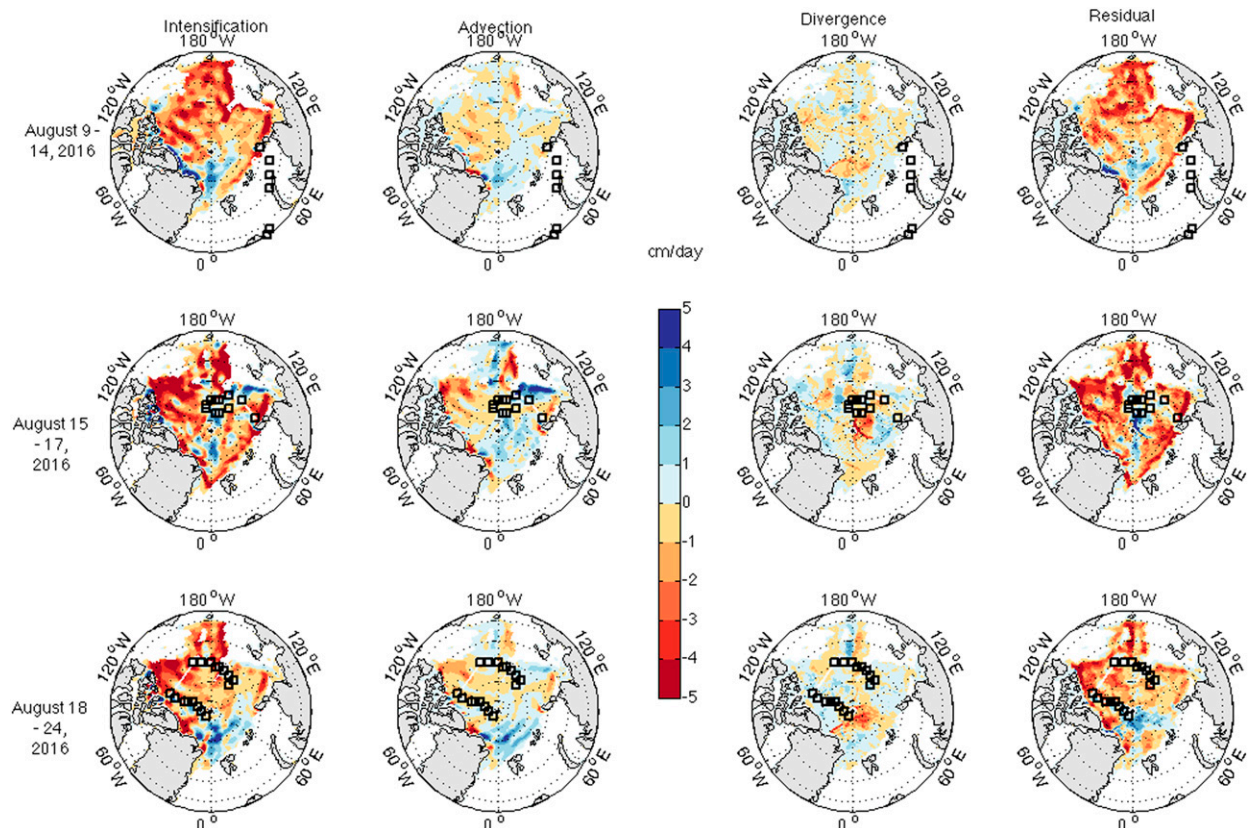 Intensification Advection Divergence Residual
180°W 180°W 180°W 180°W
120°W 120°E 120°W 120°E 120°W 120°E 120°W 120°E
August 9 -
14, 2016
60°W 60°E 60°W 60°E 60°W 60°E 60°W 60°E
0° 0° 0° 0°
cm/day
5
4
3
2
1
0
-1
-2
-3
-4
-5
180°W 180°W 180°W 180°W
120°W 120°E 120°W 120°E 120°W 120°E 120°W 120°E
August 15
- 17,
2016
60°W 60°E 60°W 60°E 60°W 60°E 60°W 60°E
0° 0° 0° 0°
180°W 180°W 180°W 180°W
120°W 120°E 120°W 120°E 120°W 120°E 120°W 120°E
August 18
- 24,
2016
60°W 60°E 60°W 60°E 60°W 60°E 60°W 60°E
0° 0° 0° 0°